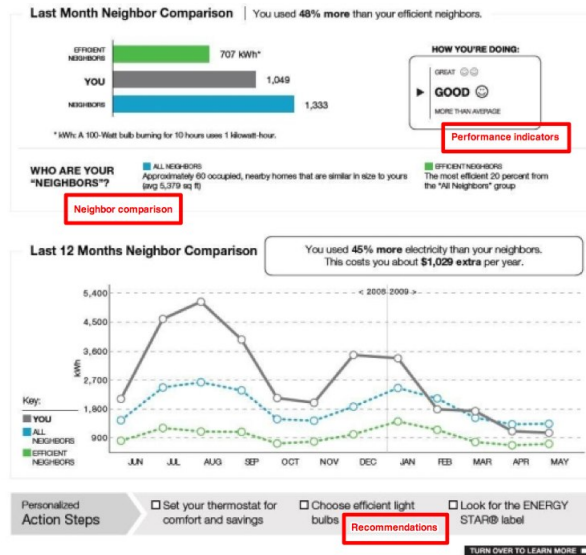 Last Month Neighbor Comparison | You used 48% more than your efficient neighbors.
EFFICIENT
NEIGHBORS
707 kWh*
YOU
1,049
NEIGHBORS
1,333
* kWh: A 100-Watt bulb burning for 10 hours uses 1 kilowatt-hour.
HOW YOU'RE DOING:
GREAT
GOOD
MORE THAN AVERAGE
Performance indicators
WHO ARE YOUR
"NEIGHBORS"?
ALL NEIGHBORS
Approximately 60 occupied, nearby homes that are similar in size to yours
(avg 5,379 sq ft)
EFFICIENT NEIGHBORS
The most efficient 20 percent from
the "All Neighbors" group
Neighbor comparison
Last 12 Months Neighbor Comparison
You used 45% more electricity than your neighbors.
This costs you about $1,029 extra per year.
< 2008 2009 >
5,400
4,500
3,600
2,700
1,800
900
kWh
Key:
YOU
ALL
NEIGHBORS
EFFICIENT
NEIGHBORS
JUN JUL AUG SEP OCT NOV DEC JAN FEB MAR APR MAY
Personalized
Action Steps
Set your thermostat for
comfort and savings
Choose efficient light
bulbs
Look for the ENERGY
STAR® label
Recommendations
TURN OVER TO LEARN MORE